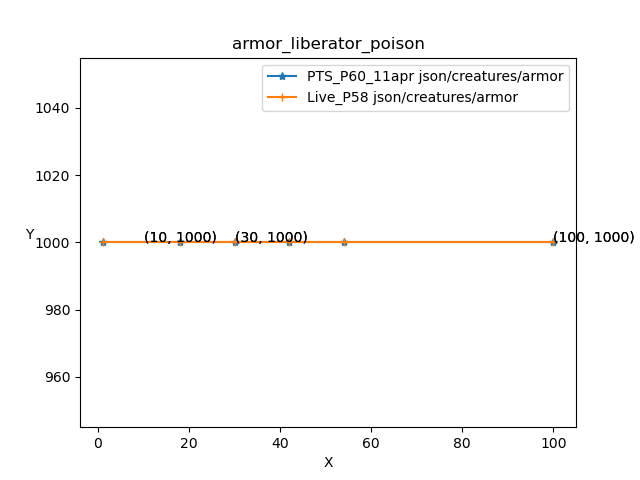 armor_liberator_poison
PTS_P60_11apr json/creatures/armor
Live_P58 json/creatures/armor
1040
1020
Y
1000
980
960
(10, 1000)
(30, 1000)
(100, 1000)
0
20
40
60
80
100
X